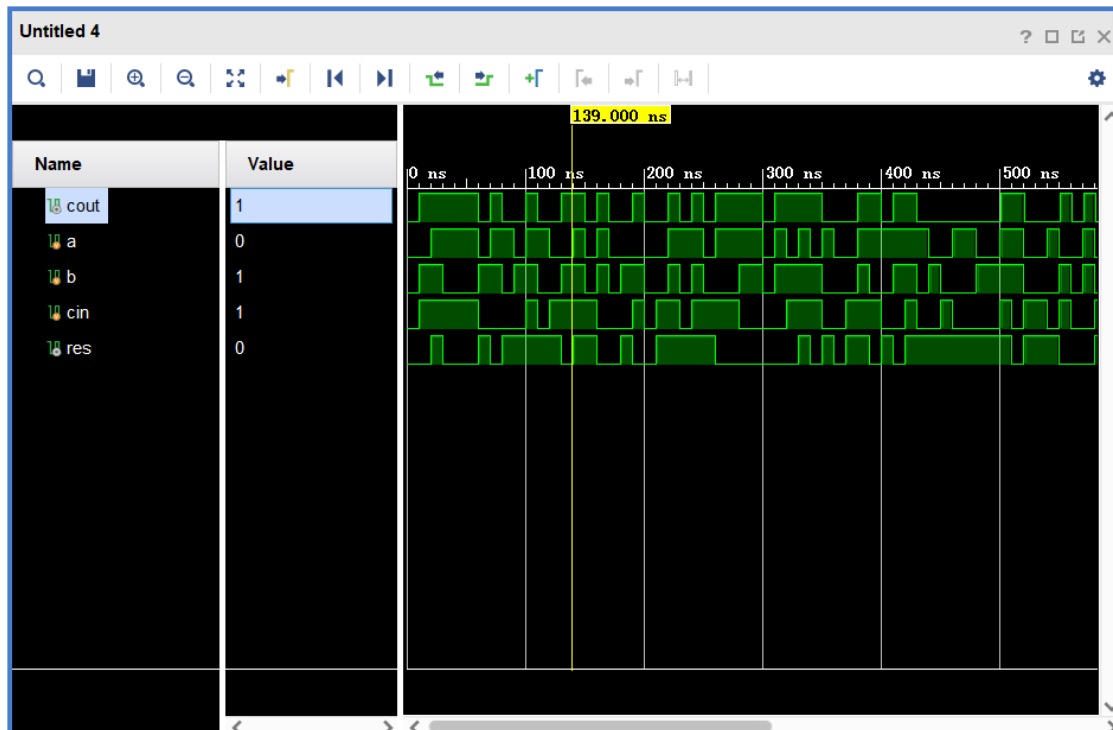 Untitled 4
?
139.000 ns
Name Value
0 ns 100 ns 200 ns 300 ns 400 ns 500 ns
cout 1
a 0
b 1
cin 1
res 0